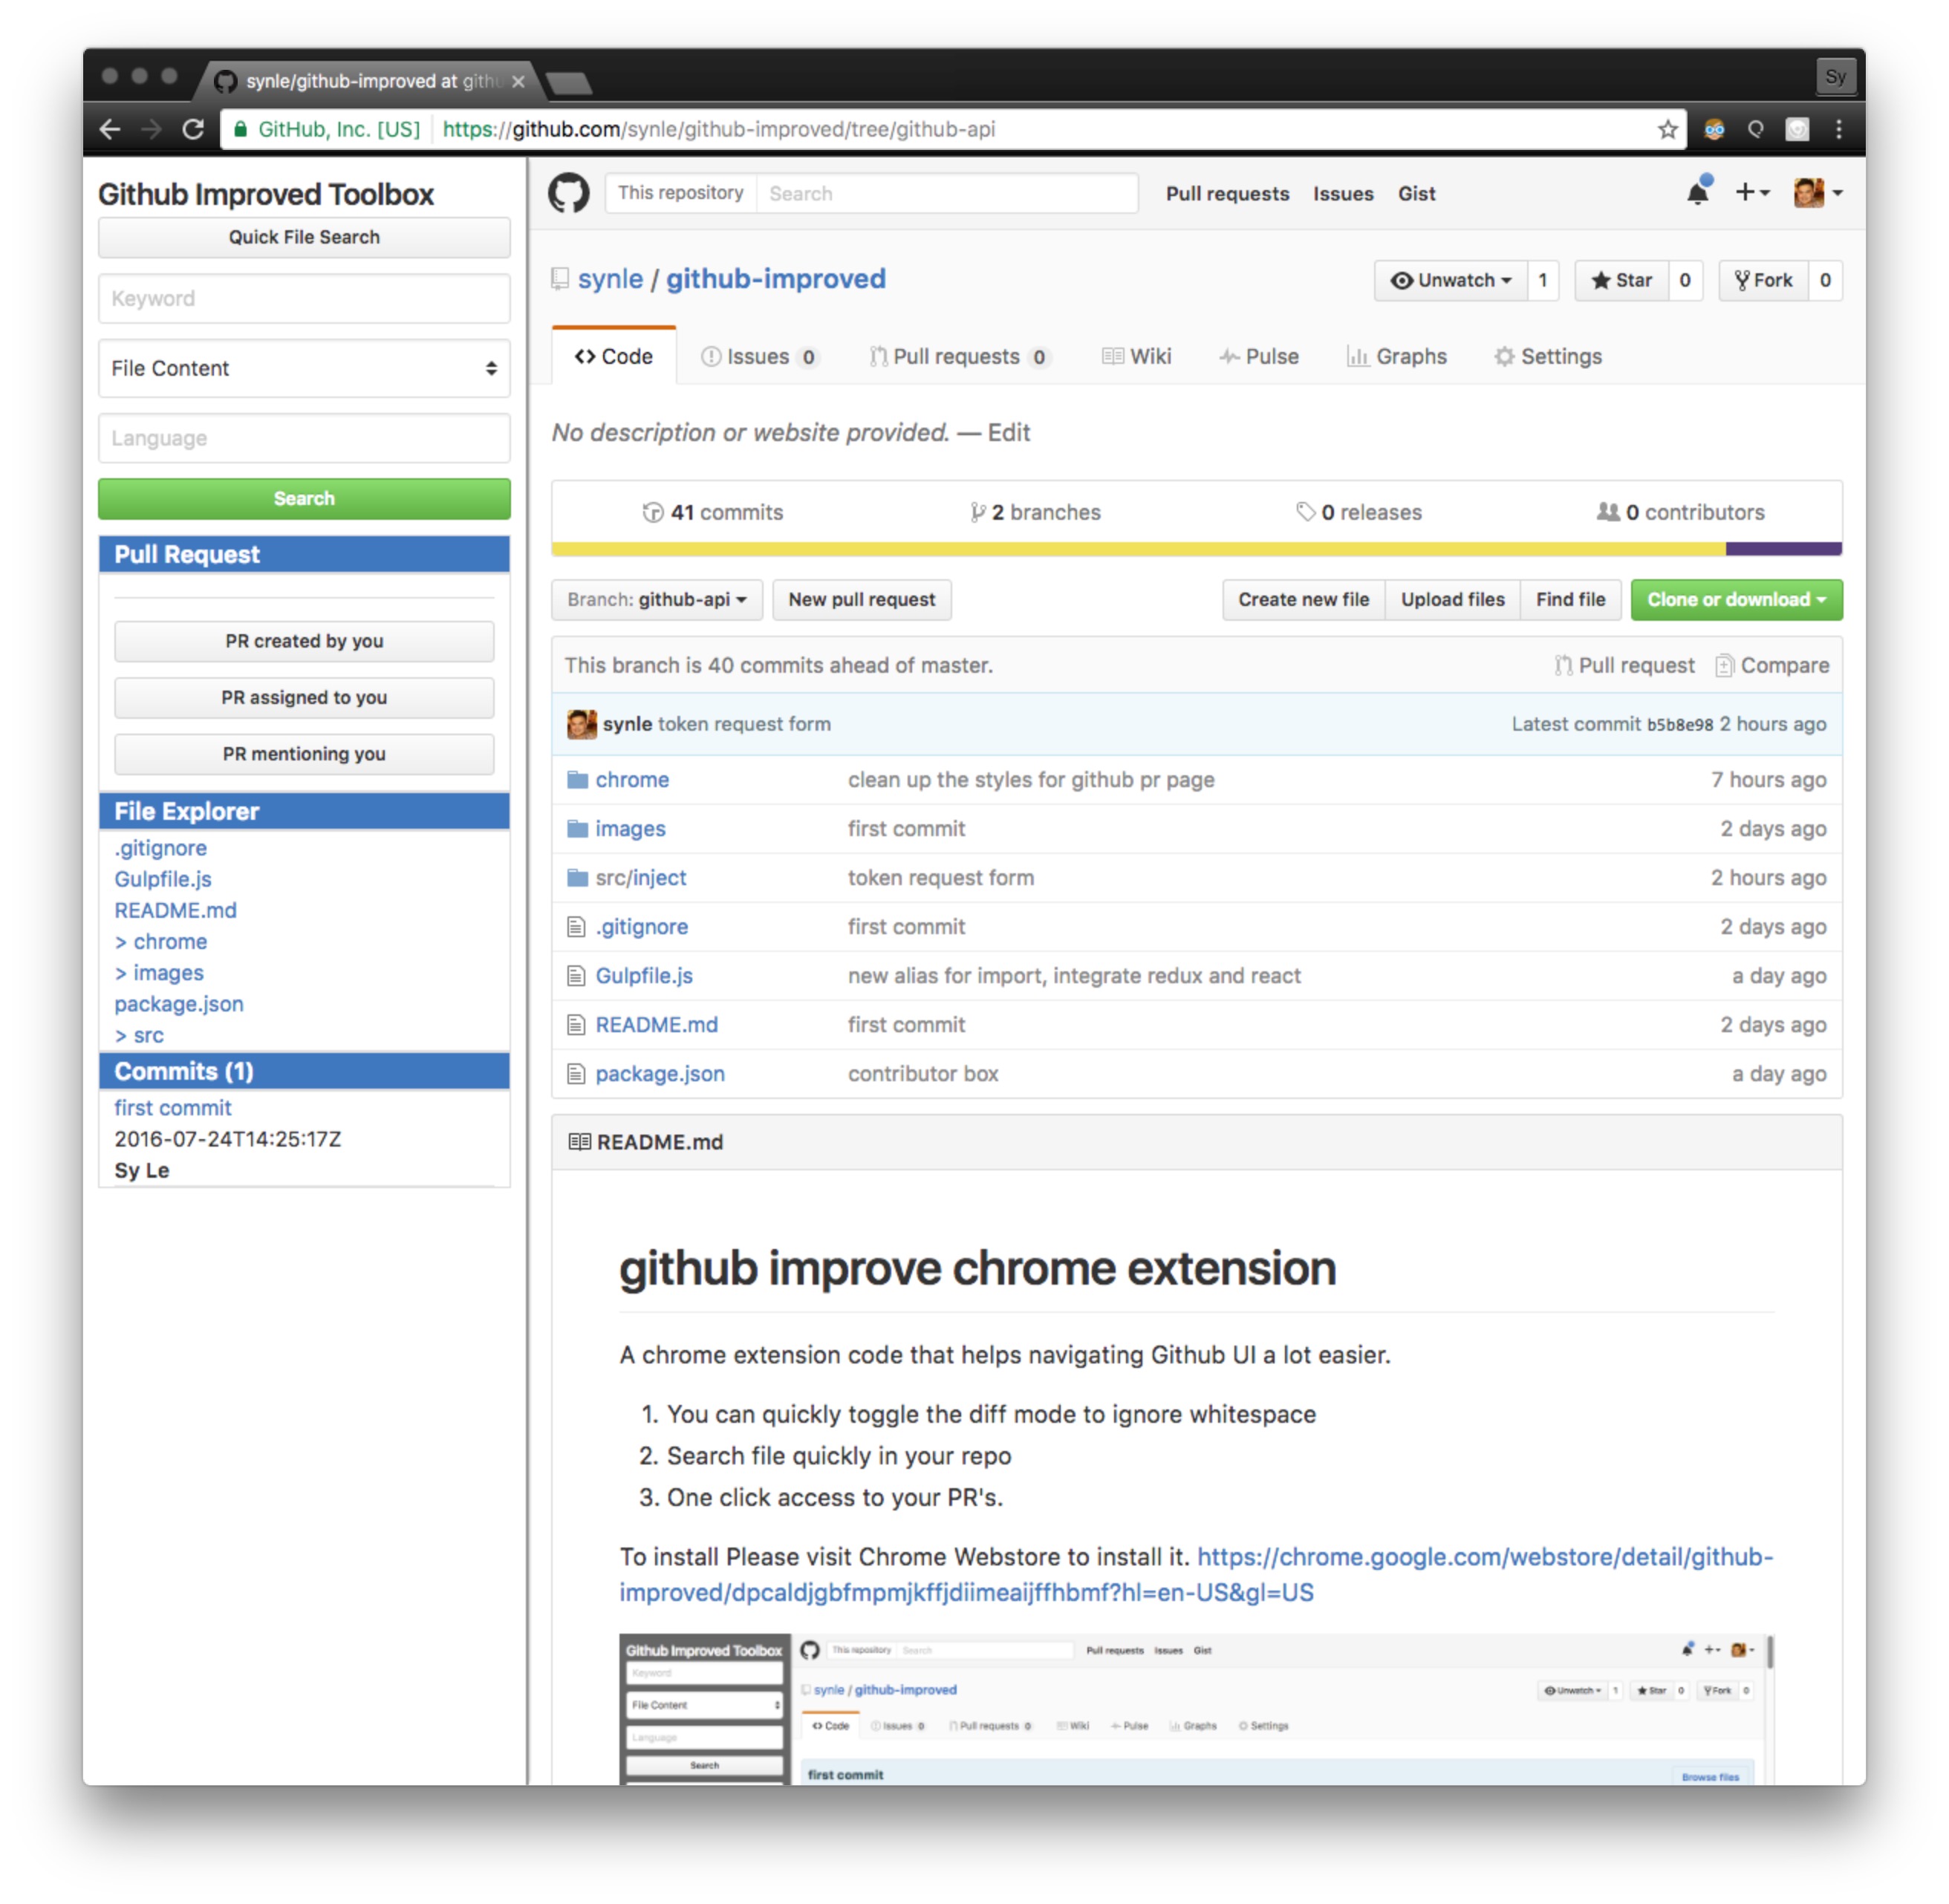 synle/github-improved at githu
Sy
GitHub, Inc. [US] https://github.com/synle/github-improved/tree/github-api
Github Improved Toolbox
Quick File Search
Keyword
File Content
Language
Search
Pull Request
PR created by you
PR assigned to you
PR mentioning you
File Explorer
.gitignore
Gulpfile.js
README.md
> chrome
> images
package.json
> src
Commits (1)
first commit
2016-07-24T14:25:17Z
Sy Le
This repository Search Pull requests Issues Gist
synle / github-improved Unwatch 1 Star 0 Fork 0
Code Issues 0 Pull requests 0 Wiki Pulse Graphs Settings
No description or website provided. — Edit
41 commits 2 branches 0 releases 0 contributors
Branch: github-api New pull request Create new file Upload files Find file Clone or download
This branch is 40 commits ahead of master. Pull request Compare
synle token request form Latest commit b5b8e98 2 hours ago
chrome clean up the styles for github pr page 7 hours ago
images first commit 2 days ago
src/inject token request form 2 hours ago
.gitignore first commit 2 days ago
Gulpfile.js new alias for import, integrate redux and react a day ago
README.md first commit 2 days ago
package.json contributor box a day ago
README.md
github improve chrome extension
A chrome extension code that helps navigating Github UI a lot easier.
1. You can quickly toggle the diff mode to ignore whitespace
2. Search file quickly in your repo
3. One click access to your PR's.
To install Please visit Chrome Webstore to install it. https://chrome.google.com/webstore/detail/github-
improved/dpcaldjgbfmpmjkffjdiimeaijffhbmf?hl=en-US&gl=US
Github Improved Toolbox
Keyword
File Content
Language
Search
This repository Search Pull requests Issues Gist
synle / github-improved Unwatch 1 Star 0 Fork 0
Code Issues 0 Pull requests 0 Wiki Pulse Graphs Settings
first commit Browse files